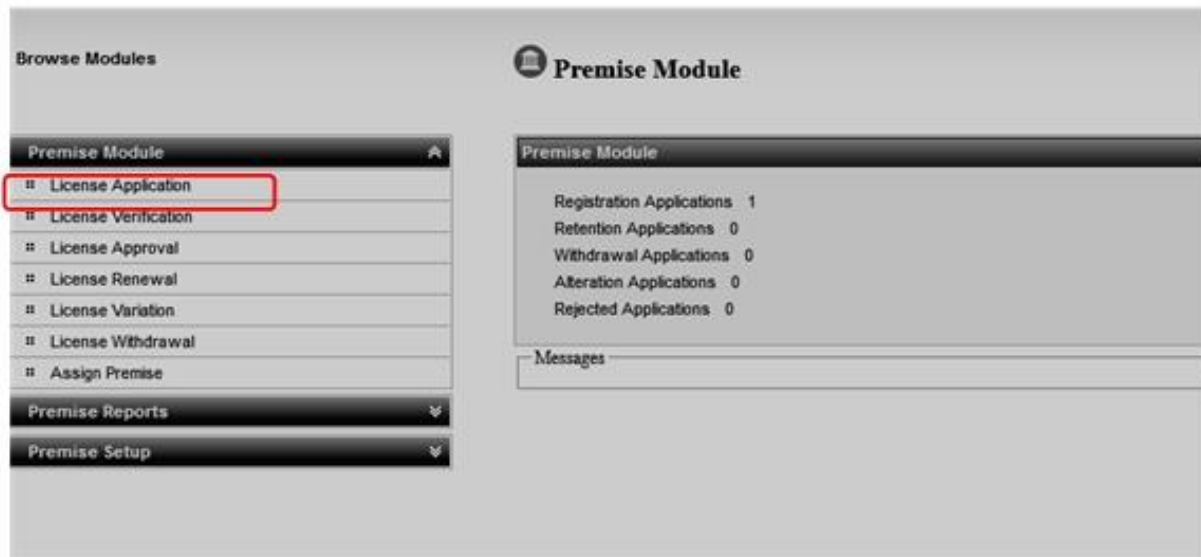 Browse Modules
Premise Module
Premise Module
License Application
License Verification
License Approval
License Renewal
License Variation
License Withdrawal
Assign Premise
Premise Reports
Premise Setup
Premise Module
Registration Applications 1
Retention Applications 0
Withdrawal Applications 0
Alteration Applications 0
Rejected Applications 0
Messages